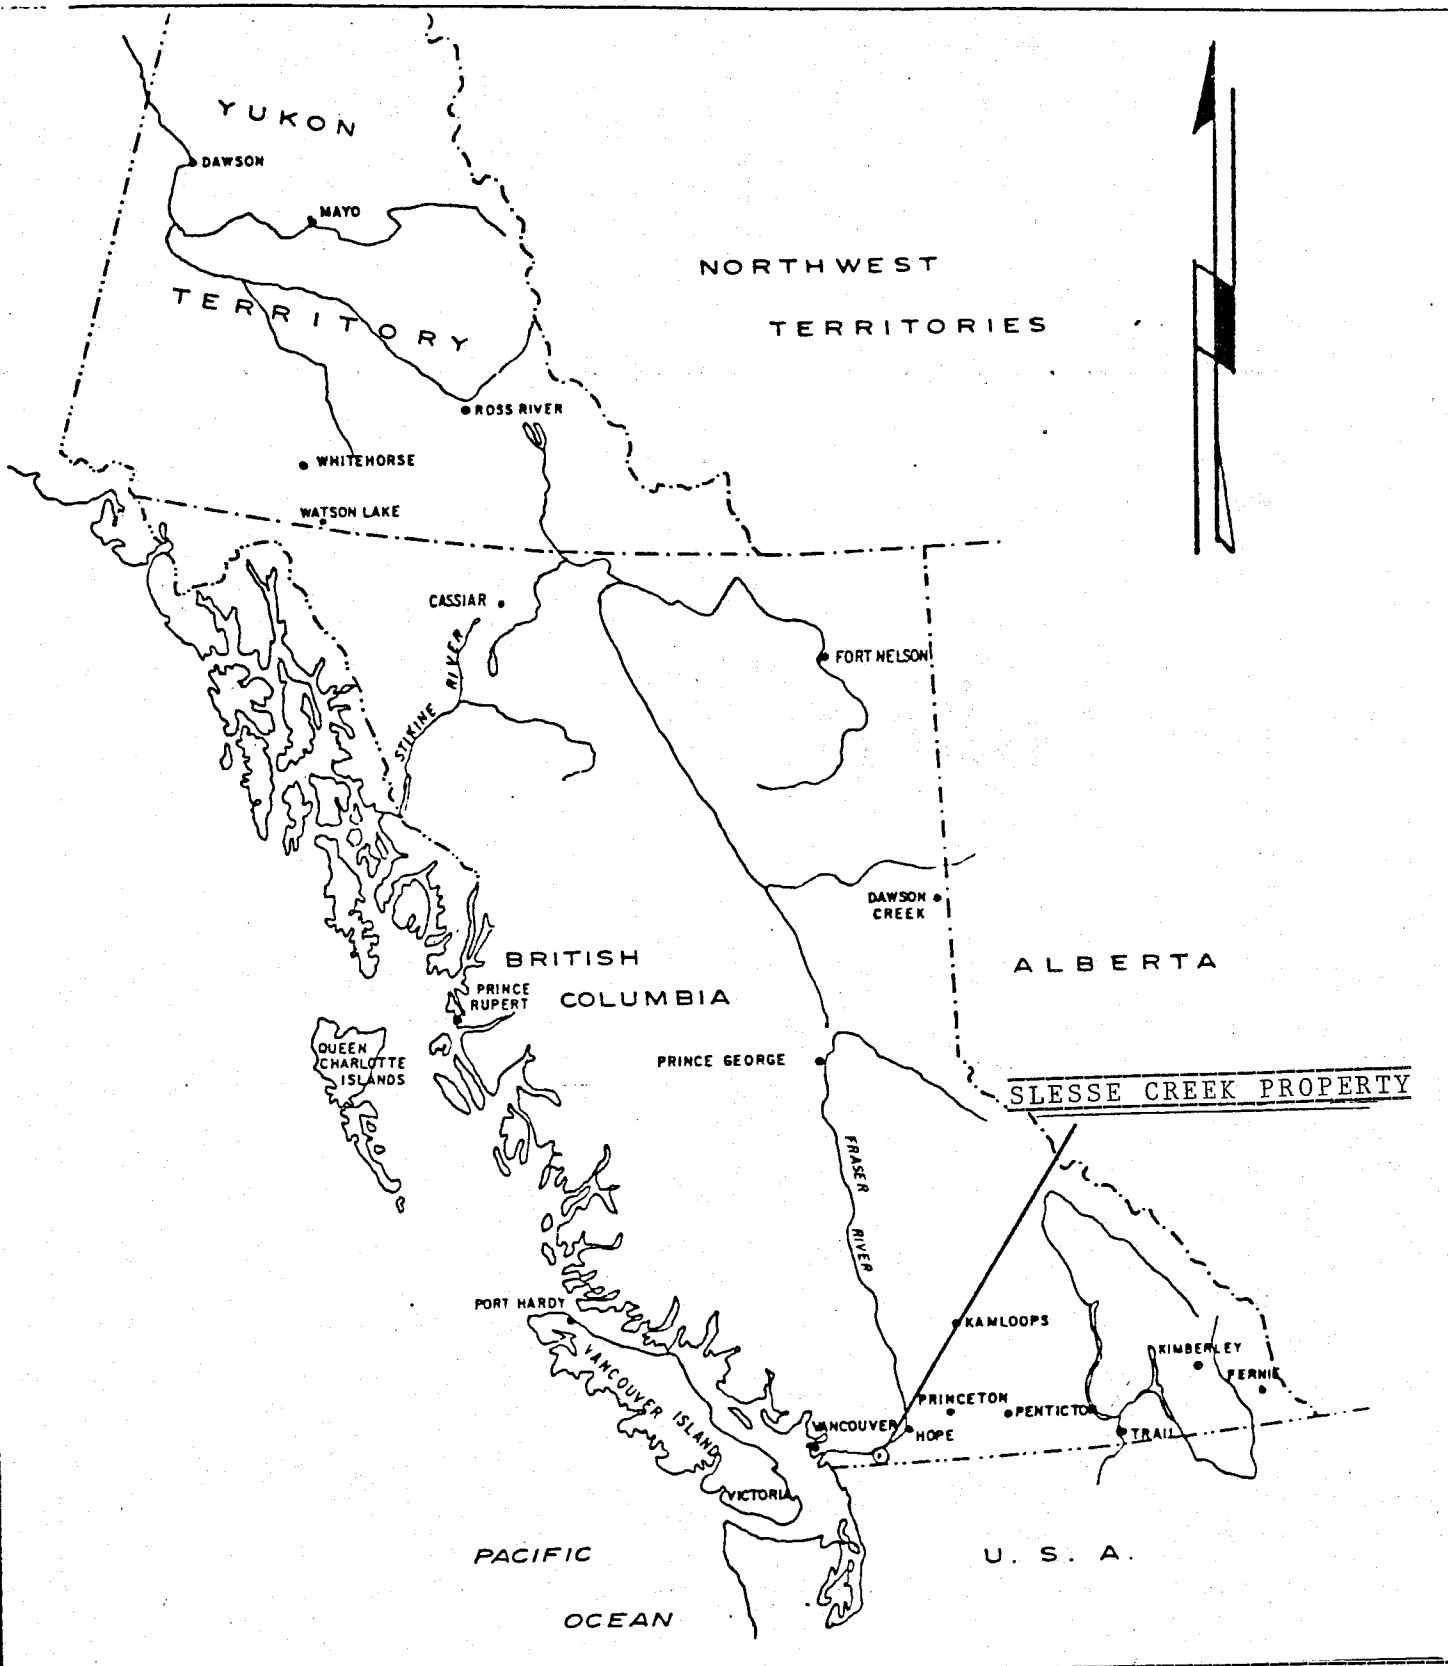 YUKON
DAWSON
MAYO
NORTHWEST
TERRITORIES
TERRITORY
ROSS RIVER
WHITEHORSE
WATSON LAKE
CASSIAR
STIKINE RIVER
FORT NELSON
DAWSON
CREEK
BRITISH
COLUMBIA
ALBERTA
PRINCE
RUPERT
QUEEN
CHARLOTTE
ISLANDS
PRINCE GEORGE
SLESSE CREEK PROPERTY
FRASER RIVER
PORT HARDY
KAMLOOPS
VANCOUVER ISLAND
KIMBERLEY
FERNIE
PRINCETON
PENTICTON
VANCOUVER
HOPE
TRAIL
VICTORIA
PACIFIC
OCEAN
U. S. A.